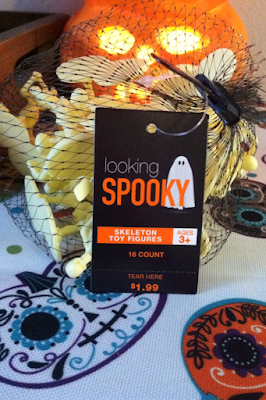 looking
SPOOKY
SKELETON
TOY FIGURES
AGES
3+
16 COUNT
TEAR HERE
$1.99